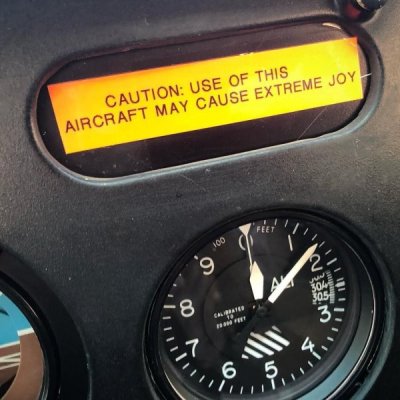 CAUTION: USE OF THIS
AIRCRAFT MAY CAUSE EXTREME JOY
100 FEET
0
1
2
3
4
5
6
7
8
9
ALT
CALIBRATED
TO
20,000 FEET
304
305